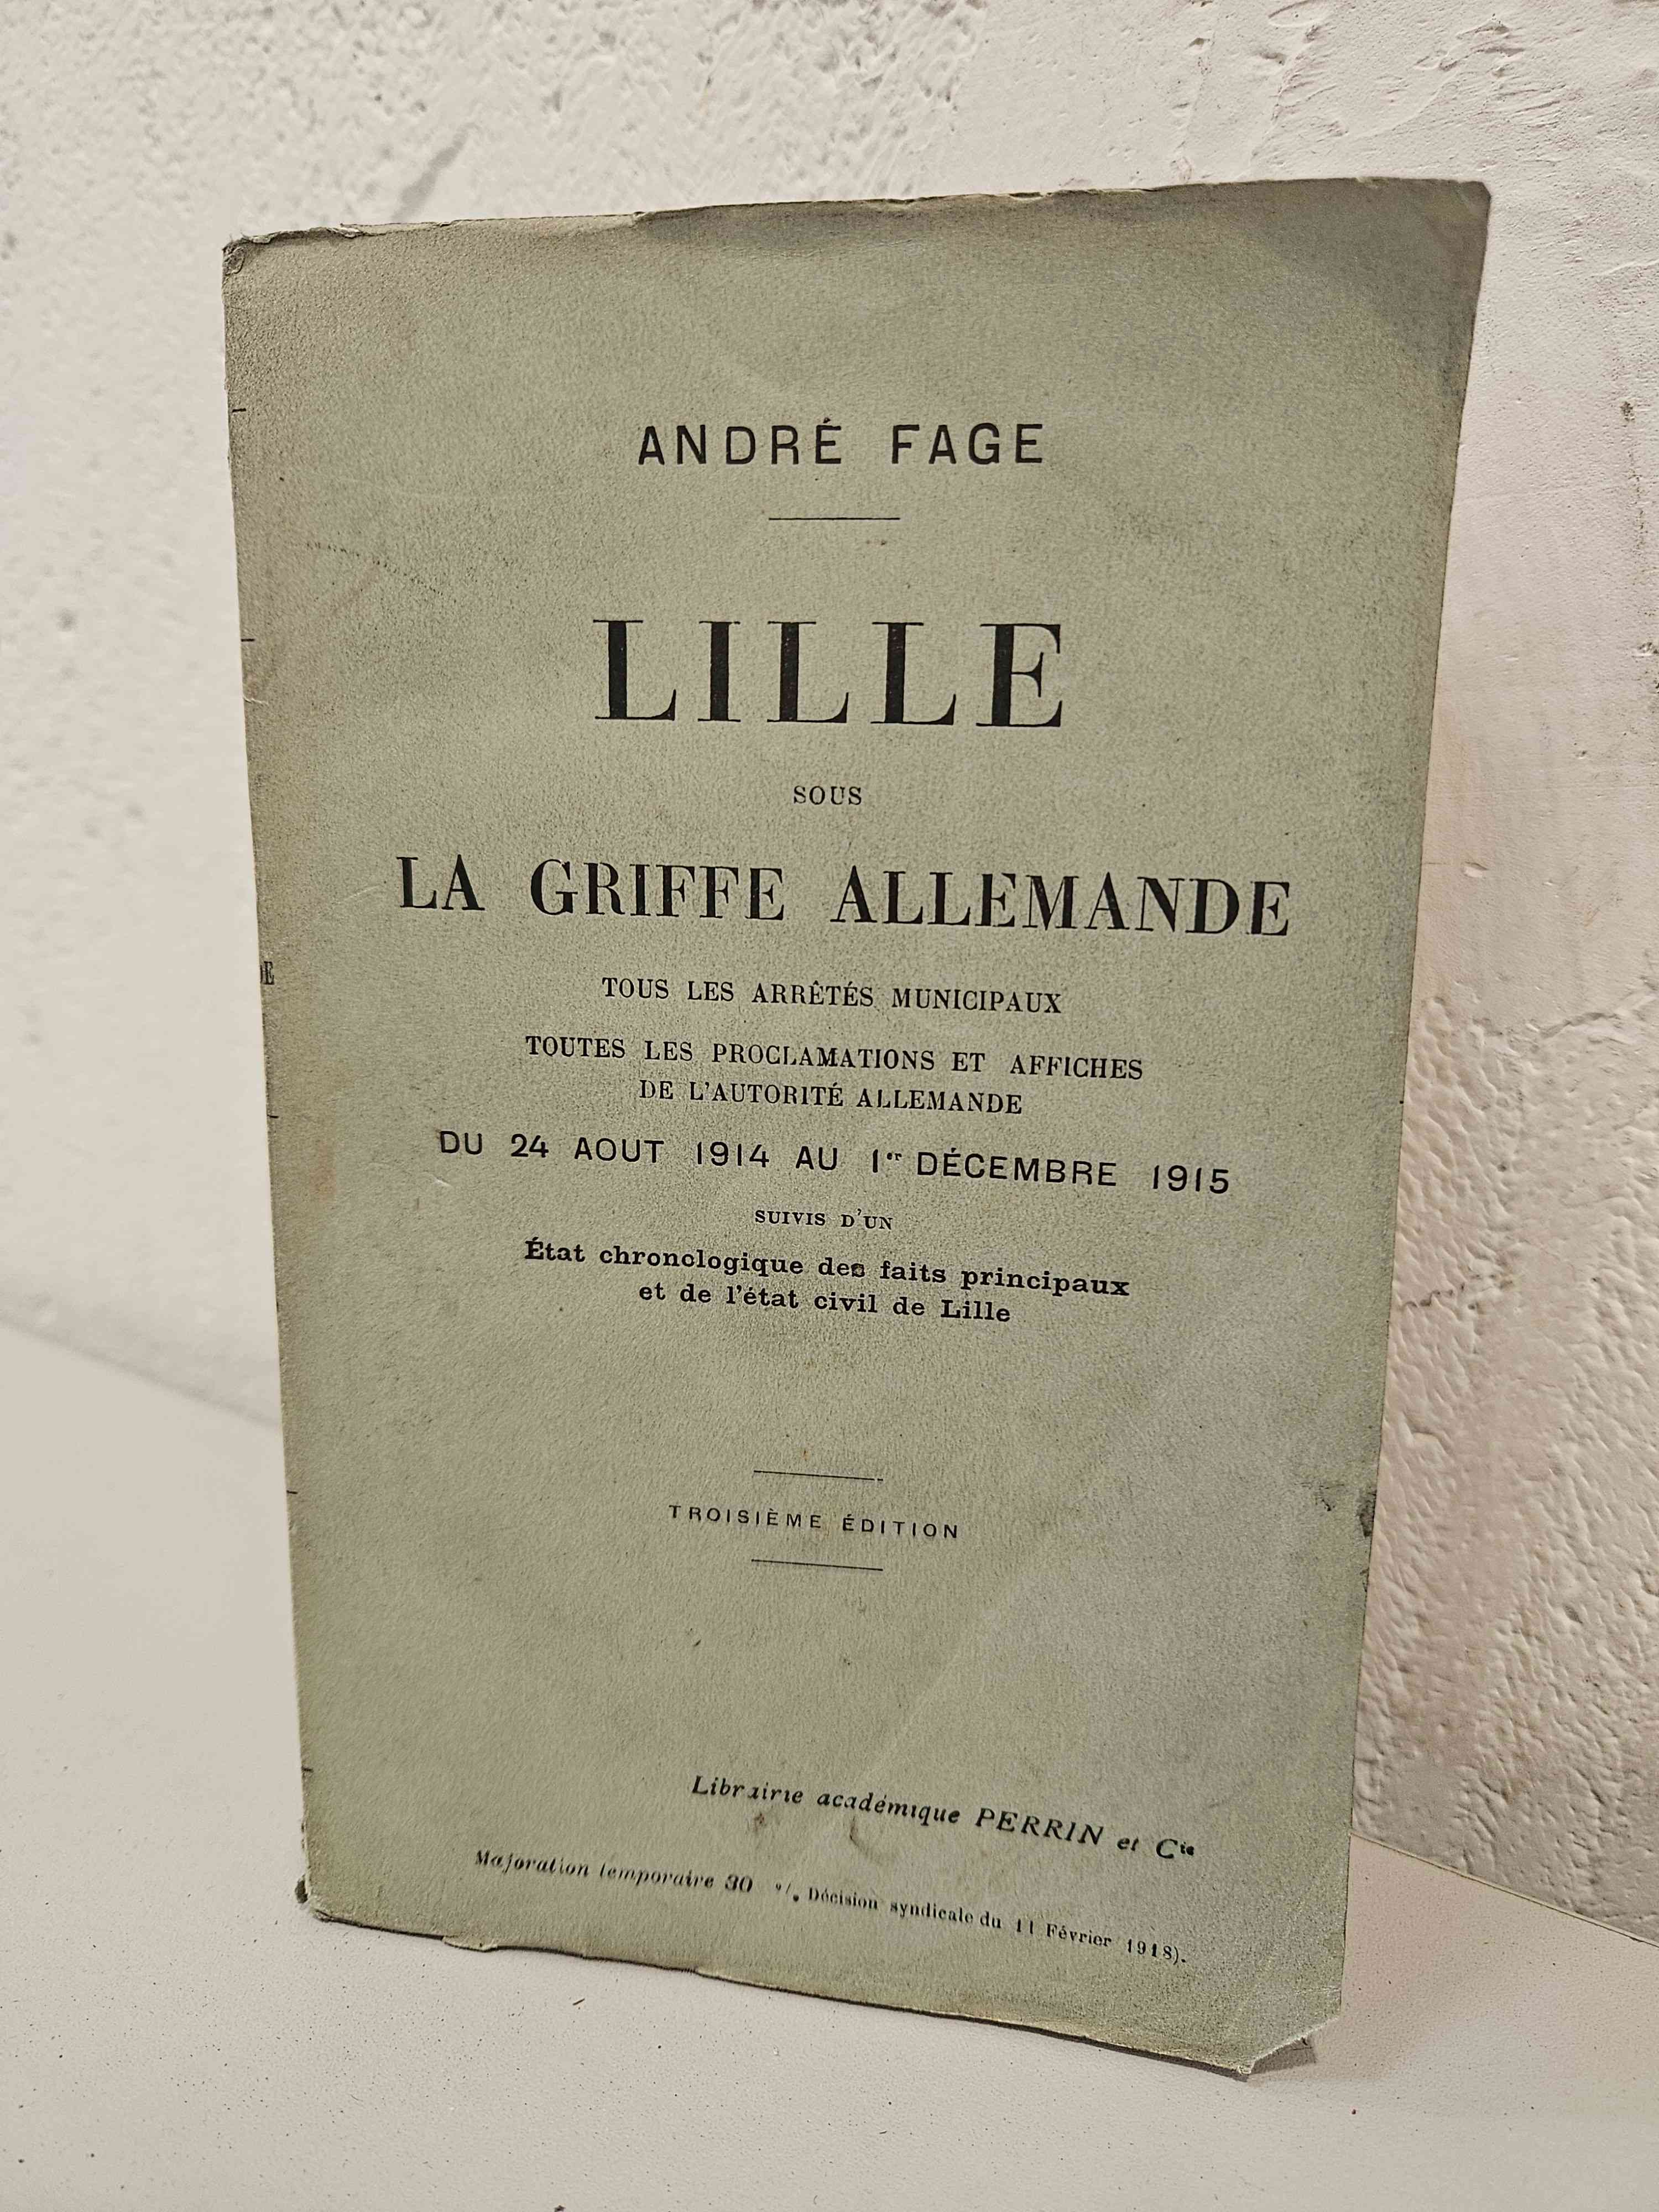 ANDRÉ FAGE
LILLE
SOUS
LA GRIFFE ALLEMANDE
TOUS LES ARRÊTÉS MUNICIPAUX
TOUTES LES PROCLAMATIONS ET AFFICHES
DE L'AUTORITÉ ALLEMANDE
DU 24 AOUT 1914 AU 1er DÉCEMBRE 1915
SUIVIS D'UN
État chronologique des faits principaux
et de l'état civil de Lille
TROISIÈME ÉDITION
Librairie académique PERRIN et Cie
Majoration temporaire 30 % Décision syndicale du 11 Février 1918).